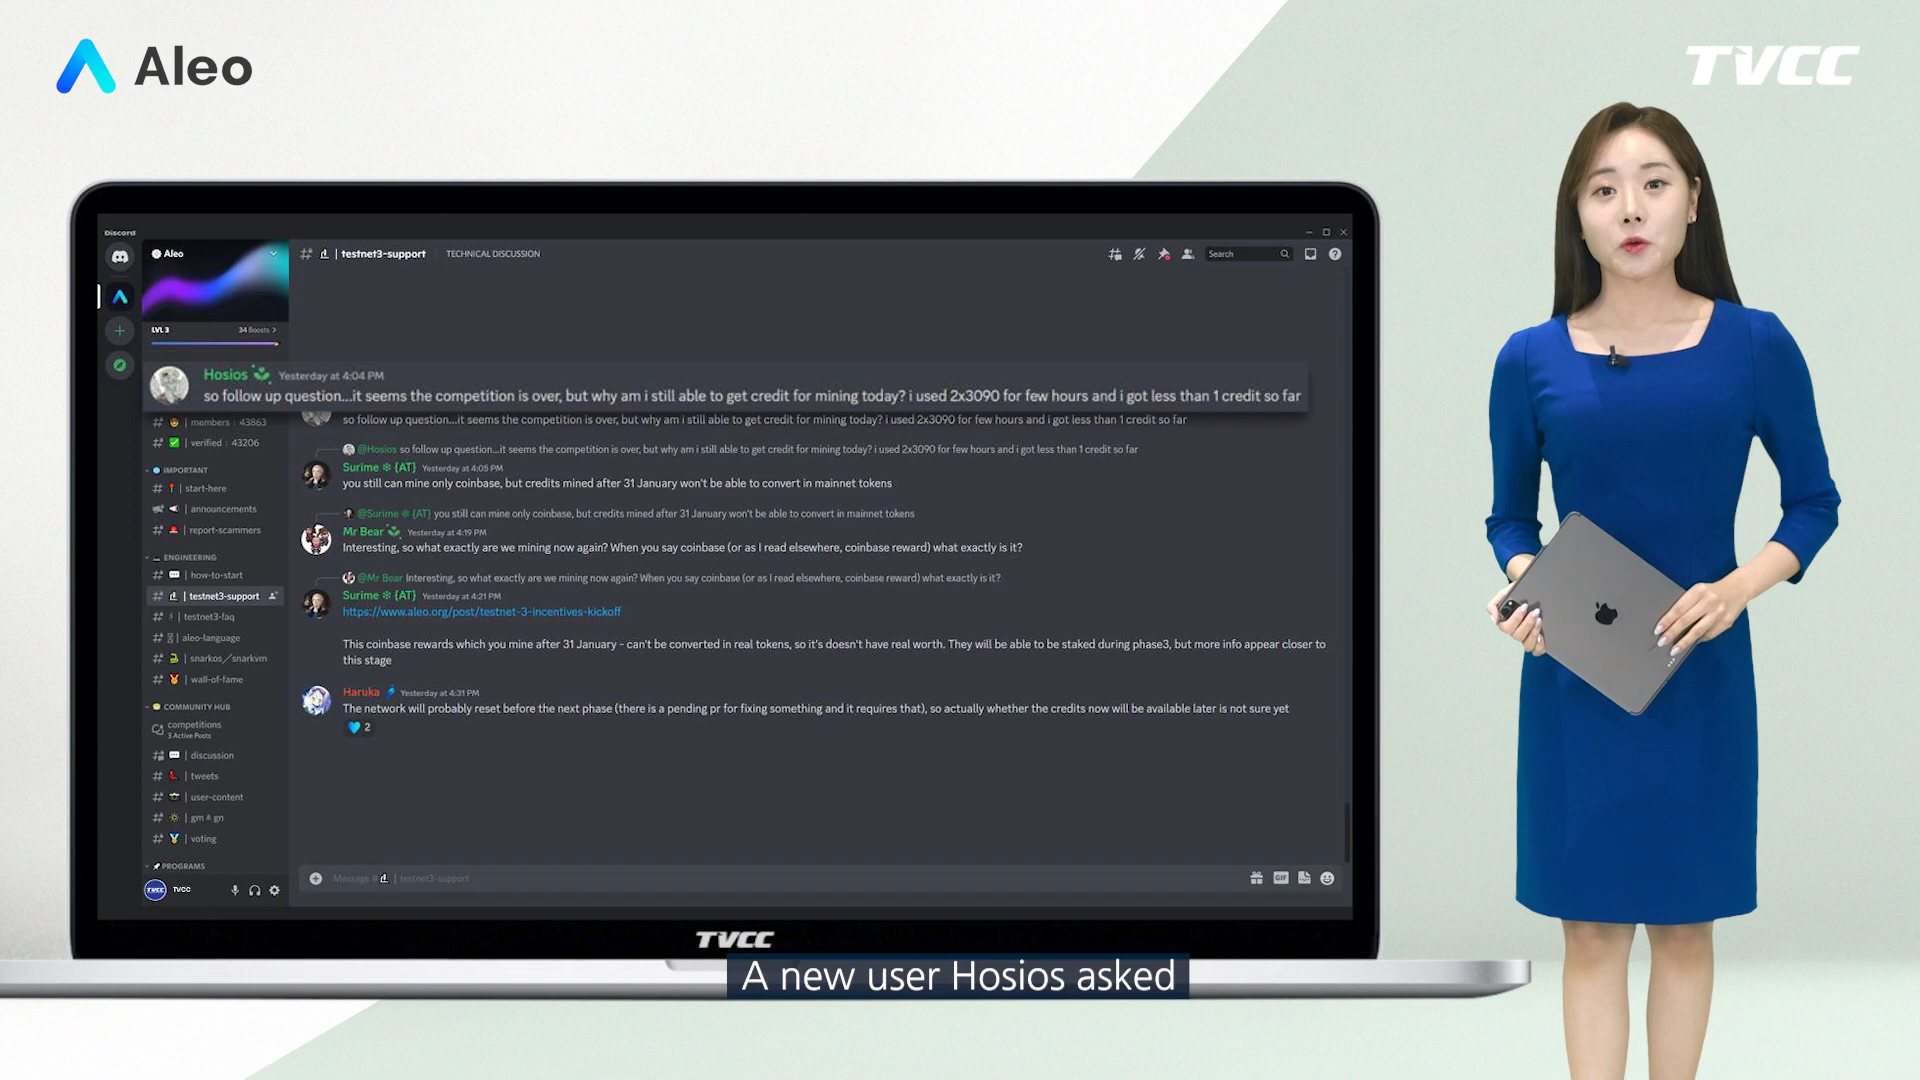 Aleo
TVCC
Discord
Aleo
# | testnet3-support
TECHNICAL DISCUSSION
Search
LVL 3
34 Boosts >
Hosios Yesterday at 4:04 PM
so follow up question...it seems the competition is over, but why am i still able to get credit for mining today? i used 2x3090 for few hours and i got less than 1 credit so far
so follow up question...it seems the competition is over, but why am i still able to get credit for mining today? i used 2x3090 for few hours and i got less than 1 credit so far
# | members : 43863
# | verified : 43206
IMPORTANT
# | start-here
| announcements
# | report-scammers
ENGINEERING
# | how-to-start
# | testnet3-support
# | testnet3-faq
# | aleo-language
# | snarkos/snarkvm
# | wall-of-fame
COMMUNITY HUB
competitions
3 Active Posts
| discussion
# | tweets
# | user-content
# | gm & gn
# | voting
PROGRAMS
TVCC
TVCC
@Hosios so follow up question...it seems the competition is over, but why am i still able to get credit for mining today? i used 2x3090 for few hours and i got less than 1 credit so far
Surime ❄ {AT} Yesterday at 4:05 PM
you still can mine only coinbase, but credits mined after 31 January won't be able to convert in mainnet tokens
@Surime ❄ {AT} you still can mine only coinbase, but credits mined after 31 January won't be able to convert in mainnet tokens
Mr Bear Yesterday at 4:19 PM
Interesting, so what exactly are we mining now again? When you say coinbase (or as I read elsewhere, coinbase reward) what exactly is it?
@Mr Bear Interesting, so what exactly are we mining now again? When you say coinbase (or as I read elsewhere, coinbase reward) what exactly is it?
Surime ❄ {AT} Yesterday at 4:21 PM
https://www.aleo.org/post/testnet-3-incentives-kickoff
This coinbase rewards which you mine after 31 January - can't be converted in real tokens, so it's doesn't have real worth. They will be able to be staked during phase3, but more info appear closer to
this stage
Haruka Yesterday at 4:31 PM
The network will probably reset before the next phase (there is a pending pr for fixing something and it requires that), so actually whether the credits now will be available later is not sure yet
2
Message # | testnet3-support
GIF
TVCC
A new user Hosios asked